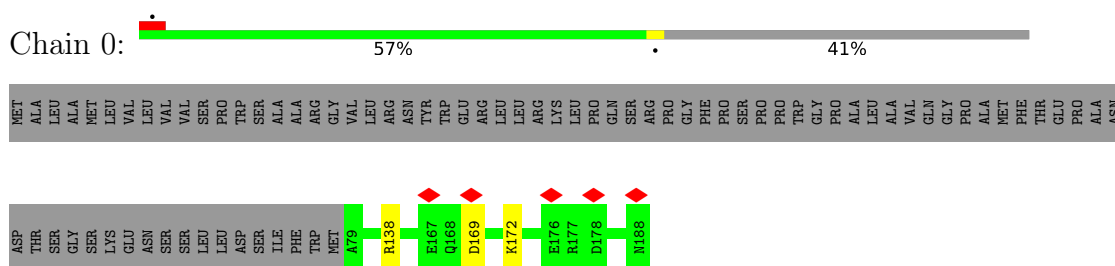 Chain 0:
57%
41%
MET ALA LEU ALA ALA MET LEU VAL LEU VAL VAL SER PRO TRP SER ALA ALA ARG GLY VAL LEU ARG ASN TYR TRP GLU ARG LEU LEU ARG LYS LEU PRO GLN SER ARG PRO GLY PHE PRO SER PRO PRO TRP GLY PRO ALA LEU ALA VAL GLN GLY PRO ALA MET PHE THR GLU PRO ALA ASN
ASP THR SER GLY SER LYS GLU ASN SER SER LEU LEU ASP SER ILE PHE TRP MET A79 R138 E167 Q168 D169 K172 E176 R177 D178 N188